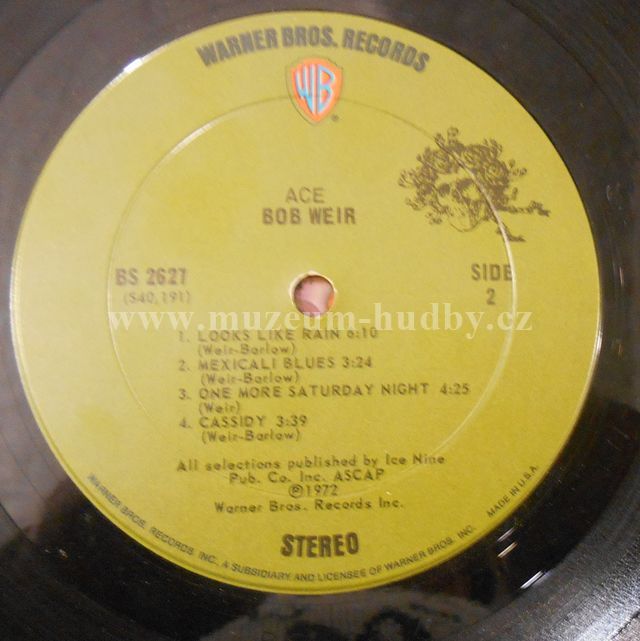 WARNER BROS. RECORDS
WB
®
ACE
BOB WEIR
BS 2627
(S40,191)
SIDE
2
www.muzeum-hudby.cz
1. LOOKS LIKE RAIN 6:10
(Weir-Barlow)
2. MEXICALI BLUES 3:24
(Weir-Barlow)
3. ONE MORE SATURDAY NIGHT 4:25
(Weir)
4. CASSIDY 3:39
(Weir-Barlow)
All selections published by Ice Nine
Pub. Co. Inc. ASCAP
℗1972
Warner Bros. Records Inc.
STEREO
WARNER BROS. RECORDS INC. A SUBSIDIARY AND LICENSEE OF WARNER BROS. INC. MADE IN U.S.A.